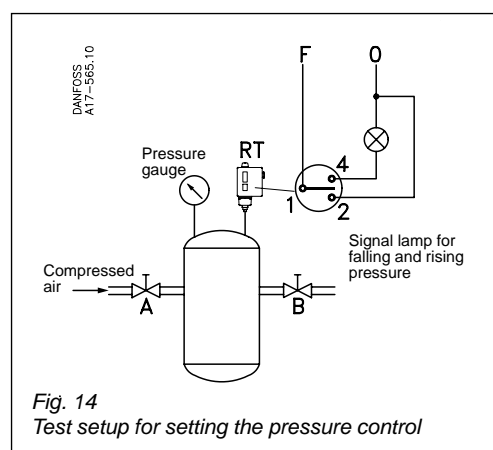 DANFOSS
A17-565.10
F
0
Pressure
gauge
RT
4
1
2
Signal lamp for
falling and rising
pressure
Compressed
air
A
B
Fig. 14
Test setup for setting the pressure control